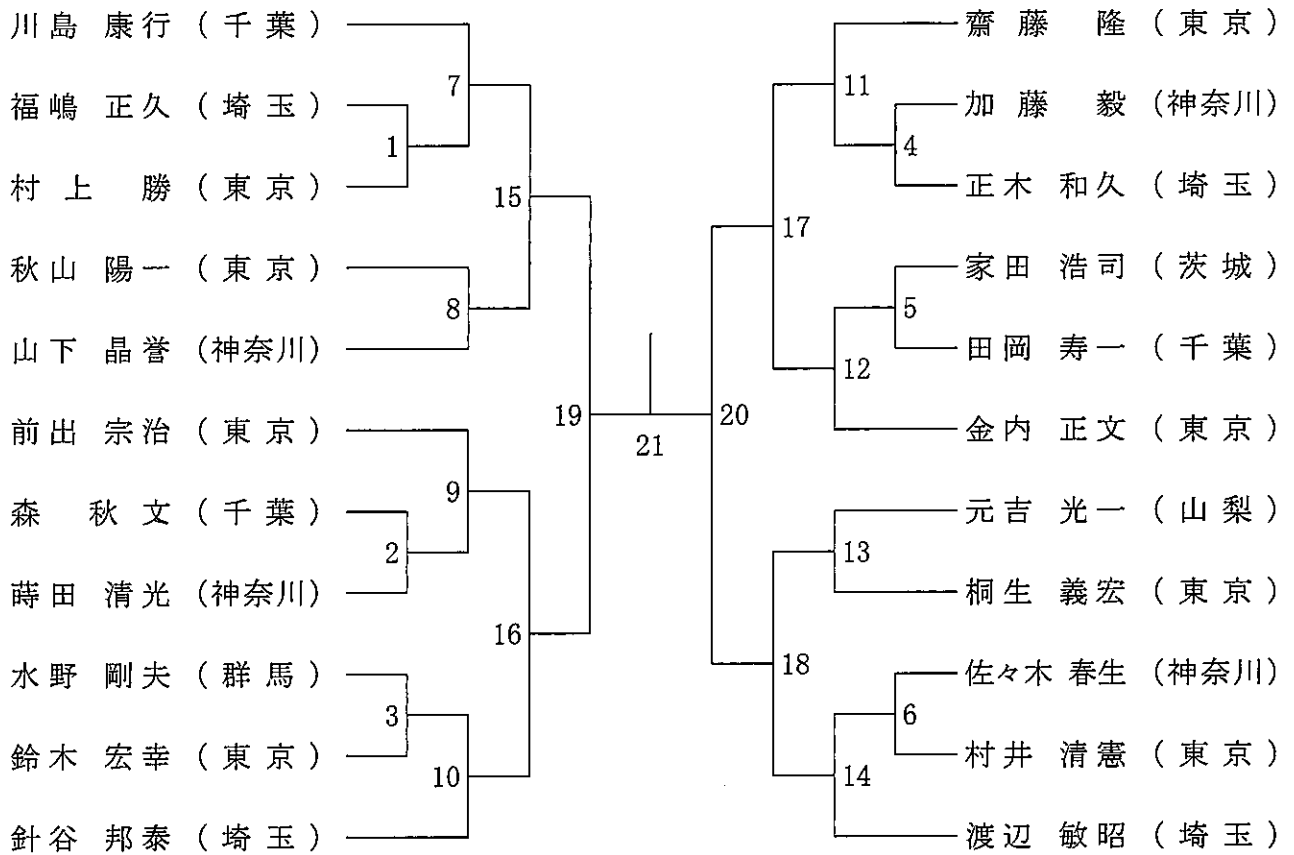 川島 康行 (千葉)
福嶋 正久 (埼玉)
村上 勝 (東京)
秋山 陽一 (東京)
山下 晶誉 (神奈川)
前出 宗治 (東京)
森 秋文 (千葉)
蒔田 清光 (神奈川)
水野 剛夫 (群馬)
鈴木 宏幸 (東京)
針谷 邦泰 (埼玉)
7
1
15
8
19
9
2
16
3
10
21
齋藤 隆 (東京)
加藤 毅 (神奈川)
正木 和久 (埼玉)
家田 浩司 (茨城)
田岡 寿一 (千葉)
金内 正文 (東京)
元吉 光一 (山梨)
桐生 義宏 (東京)
佐々木 春生 (神奈川)
村井 清憲 (東京)
渡辺 敏昭 (埼玉)
11
4
17
5
12
20
13
18
6
14